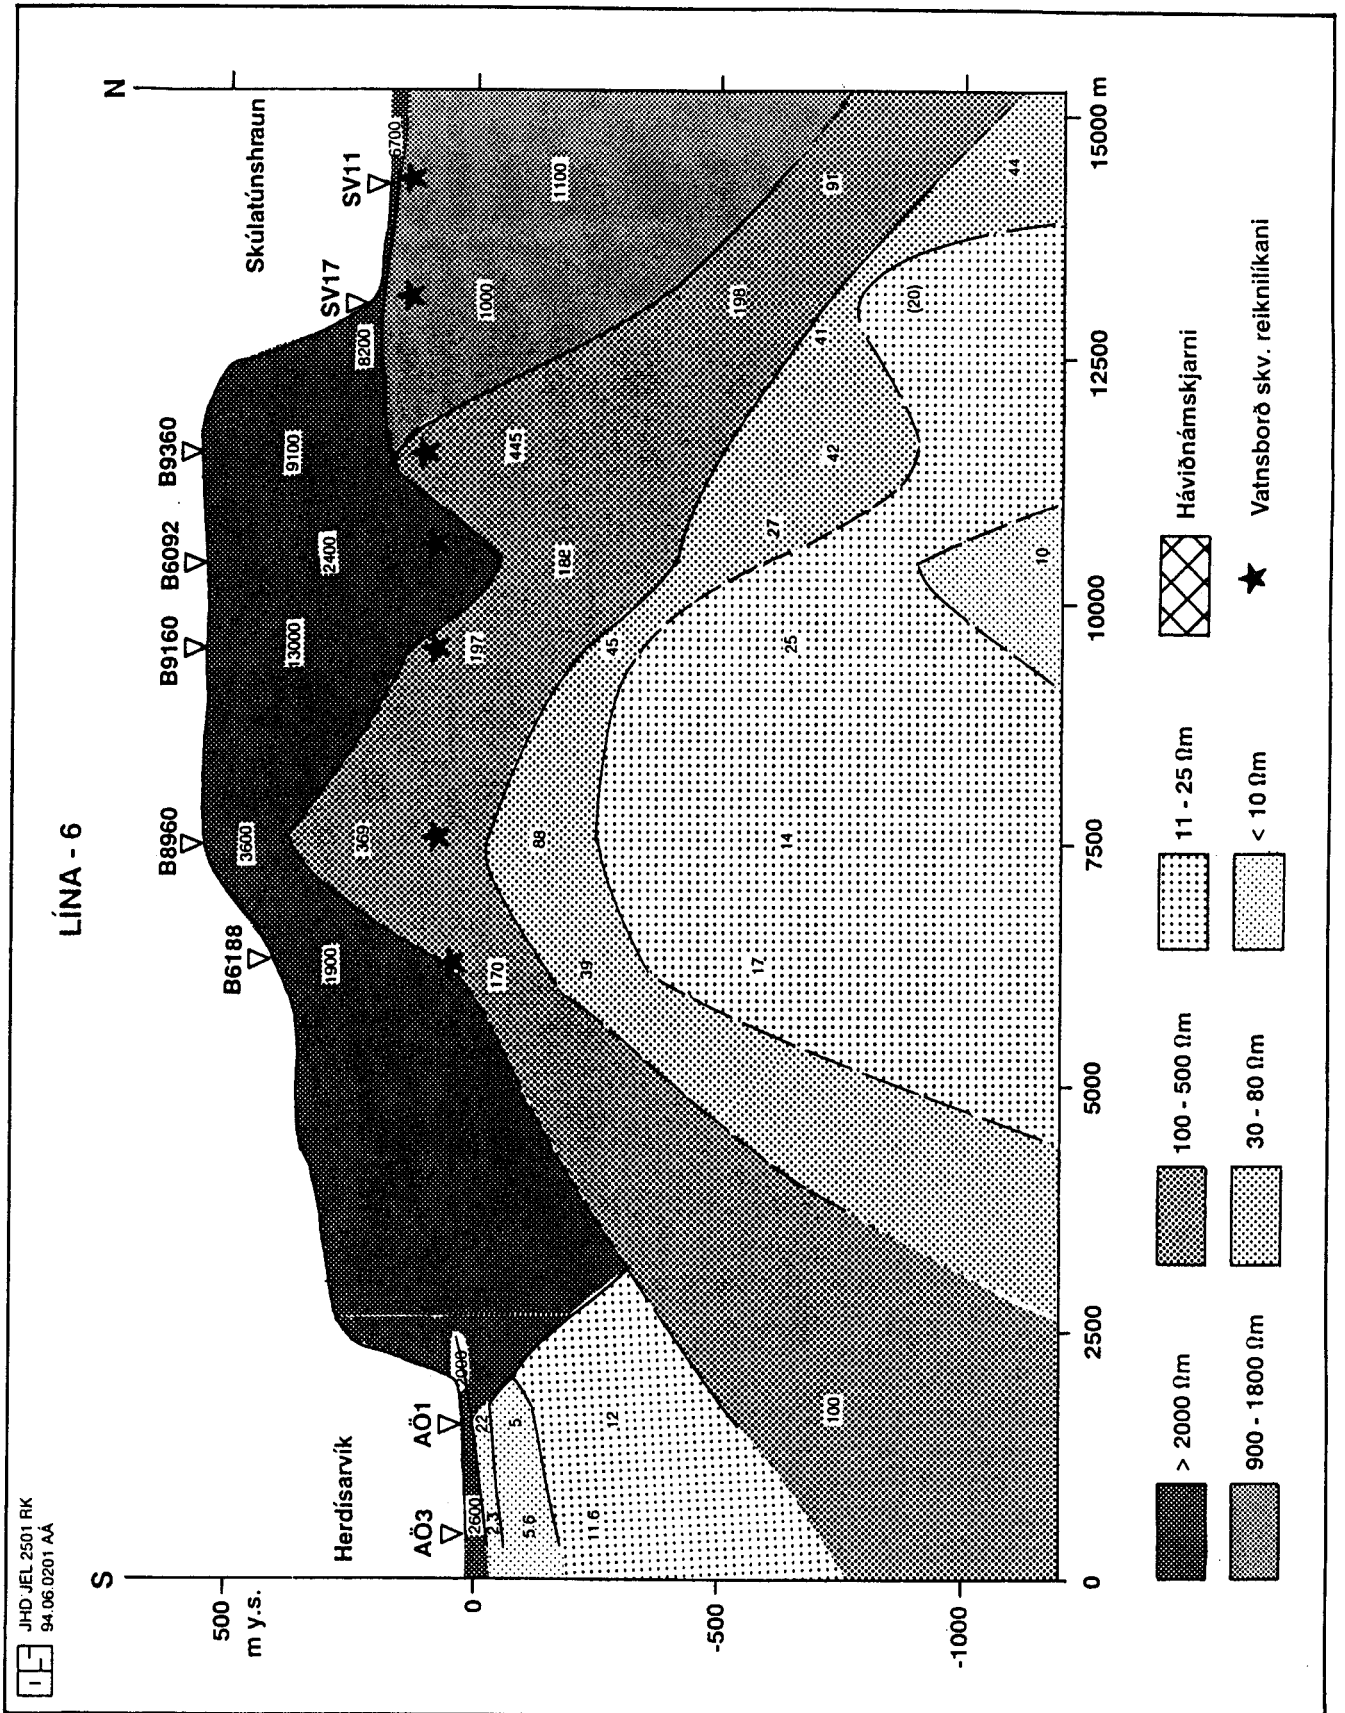 JHD JEL 2501 RK
94.06.0201 AÁ
LÍNA - 6
S
N
Herdísarvík
Skúlatúnshraun
AÖ3
AÖ1
B6188
B8960
B9160
B6092
B9360
SV17
SV11
500
m y.s.
0
-500
-1000
2600
2.3
5.6
11.6
22
5
12
100
1900
170
39
17
3600
369
88
14
13000
197
45
25
2400
188
27
10
9100
445
42
8200
1000
198
41
(20)
6700
1100
91
44
0
2500
5000
7500
10000
12500
15000 m
> 2000 Ωm
100 - 500 Ωm
11 - 25 Ωm
Háviðnámskjarni
900 - 1800 Ωm
30 - 80 Ωm
< 10 Ωm
Vatnsborð skv. reiknilíkani